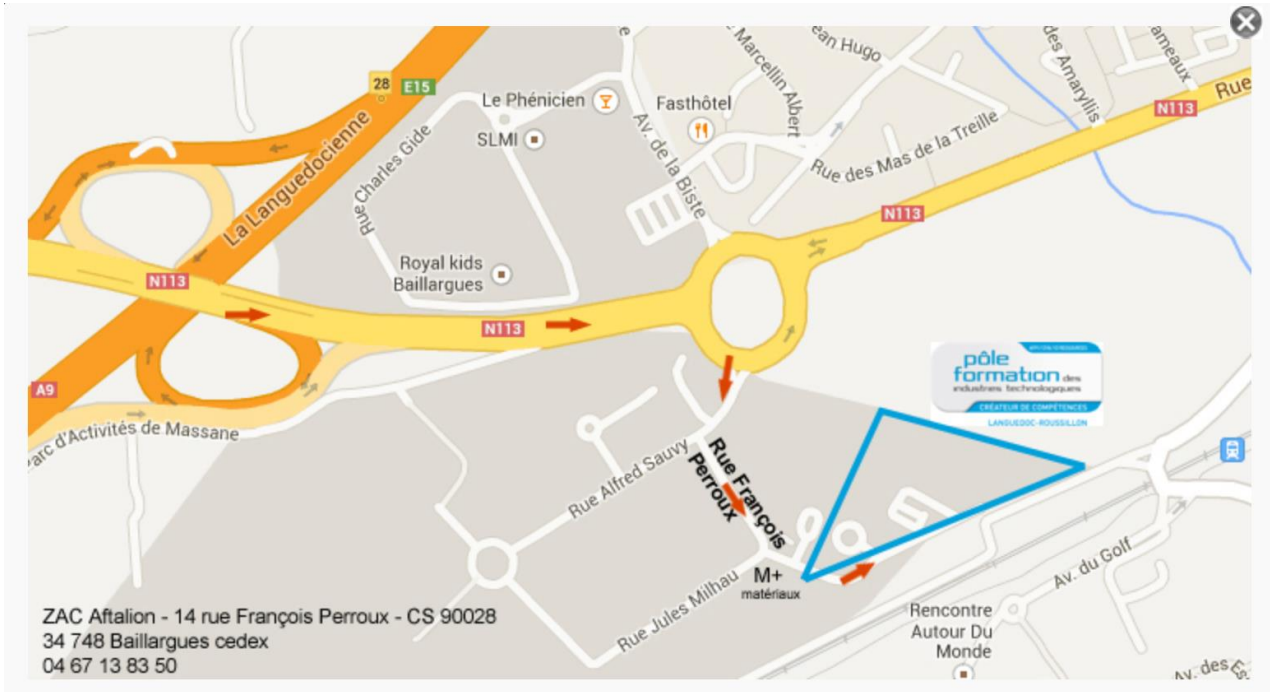 28
E15
Le Phénicien
Fasthôtel
SLMI
Av. de la Biste
e Marcellin Albert
ean Hugo
des Amaryllis
ameaux
Rue
N113
Rue des Mas de la Treille
Rue Charles Gide
La Languedocienne
N113
Royal kids
Baillargues
N113
N113
A9
Parc d'Activités de Massane
pôle
formation des
industries technologiques
CRÉATEUR DE COMPÉTENCES
LANGUEDOC-ROUSSILLON
Rue Alfred Sauvy
Rue François
Perroux
M+
matériaux
Rue Jules Milhau
Av. du Golf
Rencontre
Autour Du
Monde
Av. des Es
ZAC Aftalion - 14 rue François Perroux - CS 90028
34 748 Baillargues cedex
04 67 13 83 50